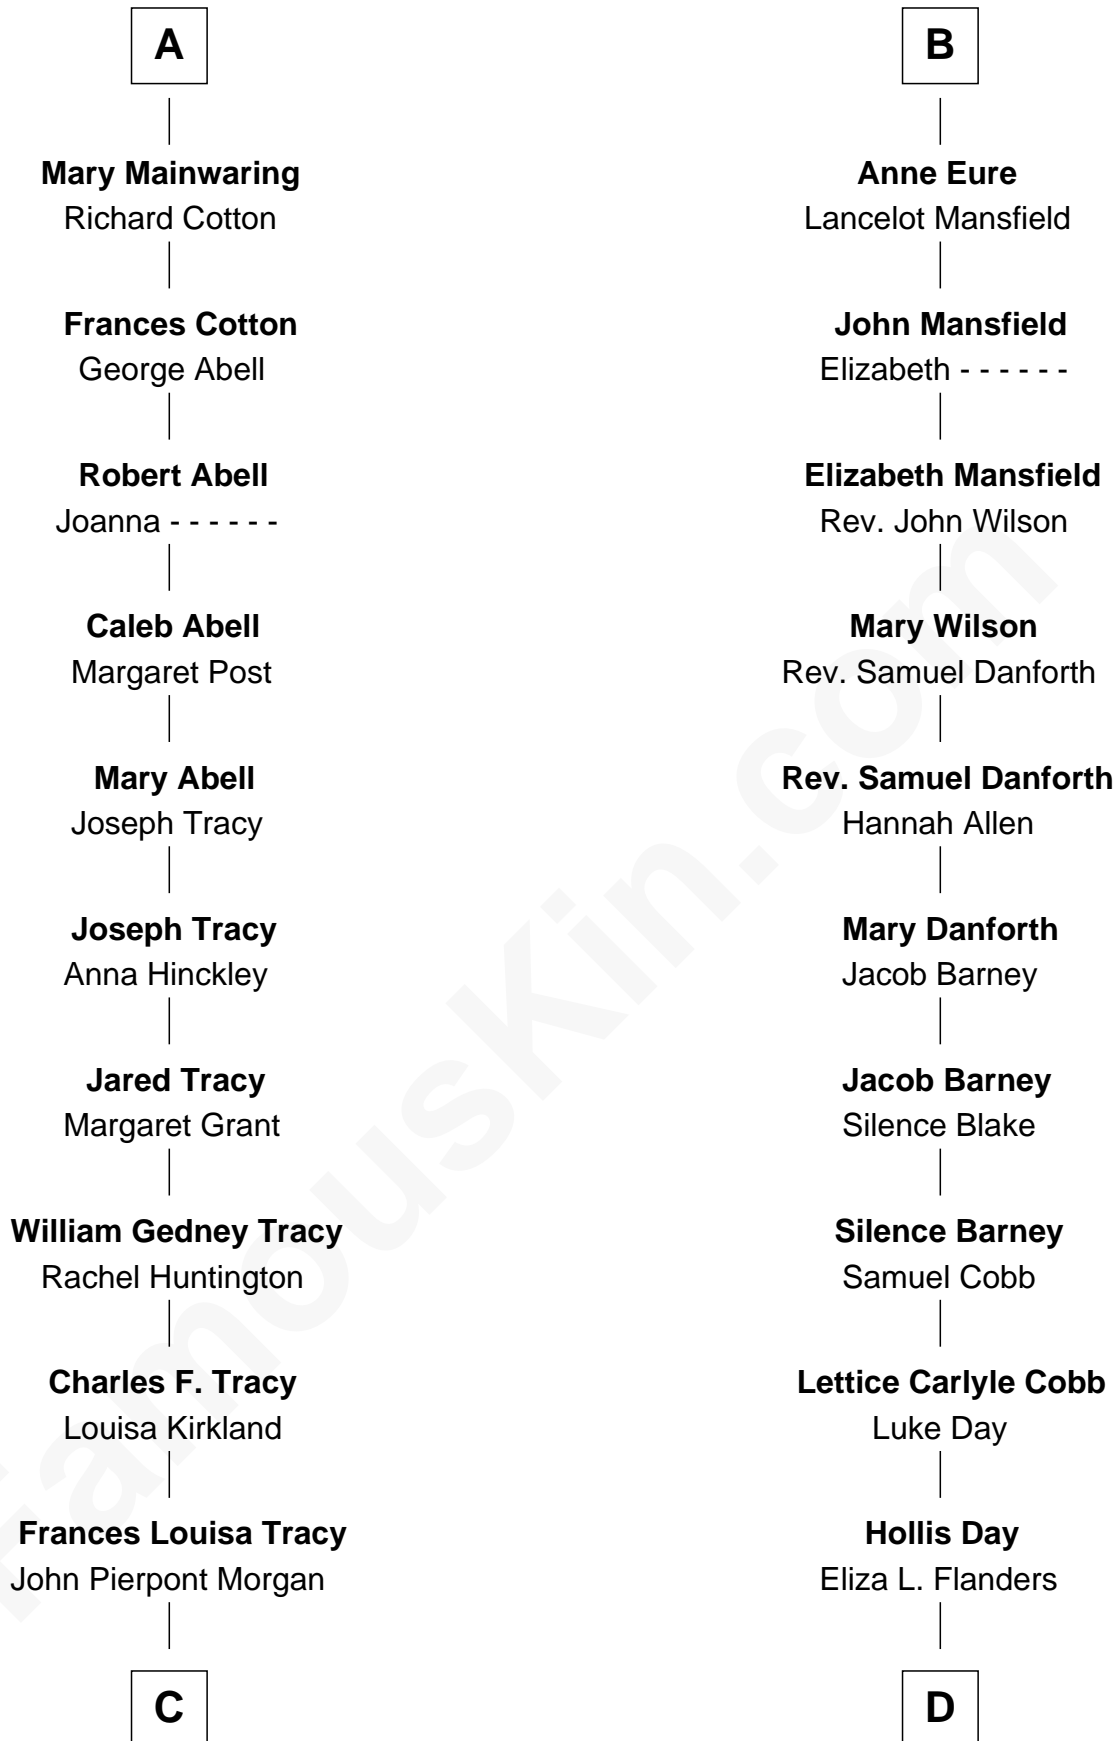 A
Mary Mainwaring
Richard Cotton
Frances Cotton
George Abell
Robert Abell
Joanna - - - - - -
Caleb Abell
Margaret Post
Mary Abell
Joseph Tracy
Joseph Tracy
Anna Hinckley
Jared Tracy
Margaret Grant
William Gedney Tracy
Rachel Huntington
Charles F. Tracy
Louisa Kirkland
Frances Louisa Tracy
John Pierpont Morgan
C
B
Anne Eure
Lancelot Mansfield
John Mansfield
Elizabeth - - - - - -
Elizabeth Mansfield
Rev. John Wilson
Mary Wilson
Rev. Samuel Danforth
Rev. Samuel Danforth
Hannah Allen
Mary Danforth
Jacob Barney
Jacob Barney
Silence Blake
Silence Barney
Samuel Cobb
Lettice Carlyle Cobb
Luke Day
Hollis Day
Eliza L. Flanders
D
FamousKin.com